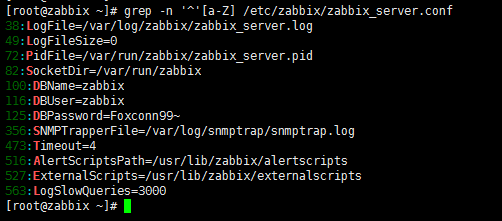 [root@zabbix ~]# grep -n '^'[a-Z] /etc/zabbix/zabbix_server.conf
38:LogFile=/var/log/zabbix/zabbix_server.log
49:LogFileSize=0
72:PidFile=/var/run/zabbix/zabbix_server.pid
82:SocketDir=/var/run/zabbix
100:DBName=zabbix
116:DBUser=zabbix
125:DBPassword=Foxconn99~
356:SNMPTrapperFile=/var/log/snmptrap/snmptrap.log
473:Timeout=4
516:AlertScriptsPath=/usr/lib/zabbix/alertscripts
527:ExternalScripts=/usr/lib/zabbix/externalscripts
563:LogSlowQueries=3000
[root@zabbix ~]#